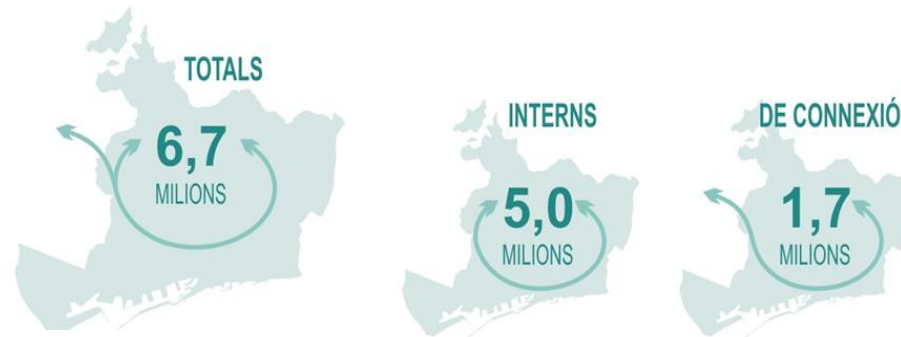 TOTALS
6,7
MILIONS
INTERNS
5,0
MILIONS
DE CONNEXIÓ
1,7
MILIONS